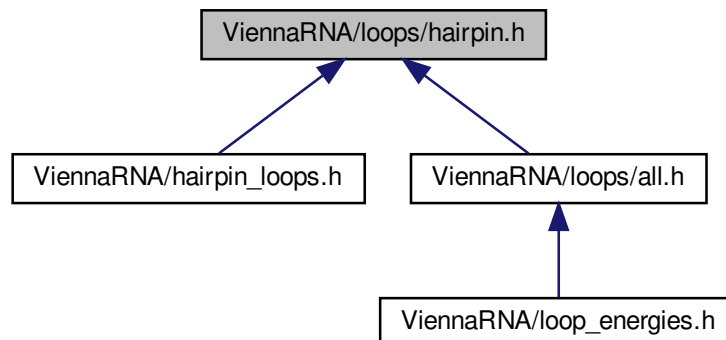 ViennaRNA/loops/hairpin.h
ViennaRNA/hairpin_loops.h
ViennaRNA/loops/all.h
ViennaRNA/loop_energies.h